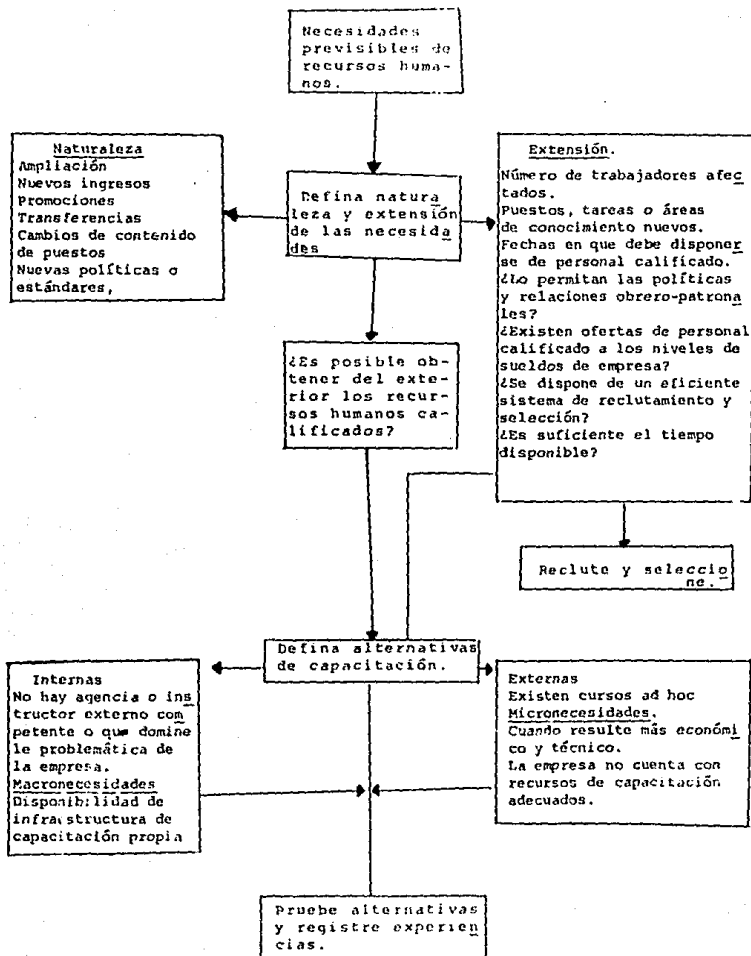 Necesidades
previsibles de
recursos huma-
nos.
Naturaleza
Ampliación
Nuevos ingresos
Promociones
Transferencias
Cambios de contenido
de puestos
Nuevas políticas o
estándares,
Defina natura
leza y extensión
de las necesida
des
Extensión.
Número de trabajadores afec
tados.
Puestos, tareas o áreas
de conocimiento nuevos.
Fechas en que debe disponer
se de personal calificado.
¿Lo permitan las políticas
y relaciones obrero-patrona
les?
¿Existen ofertas de personal
calificado a los niveles de
sueldos de empresa?
¿Se dispone de un eficiente
sistema de reclutamiento y
selección?
¿Es suficiente el tiempo
disponible?
¿Es posible ob-
tener del exte-
rior los recur-
sos humanos ca-
lificados?
Reclute y seleccio
ne.
Defina alternativas
de capacitación.
Internas
No hay agencia o ins
tructor externo com
petente o que domine
le problemática de
la empresa.
Macronecesidades
Disponibilidad de
infraestructura de
capacitación propia
Externas
Existen cursos ad hoc
Micronecesidades.
Cuando resulte más económi
co y técnico.
La empresa no cuenta con
recursos de capacitación
adecuados.
Pruebe alternativas
y registre experien
cias.